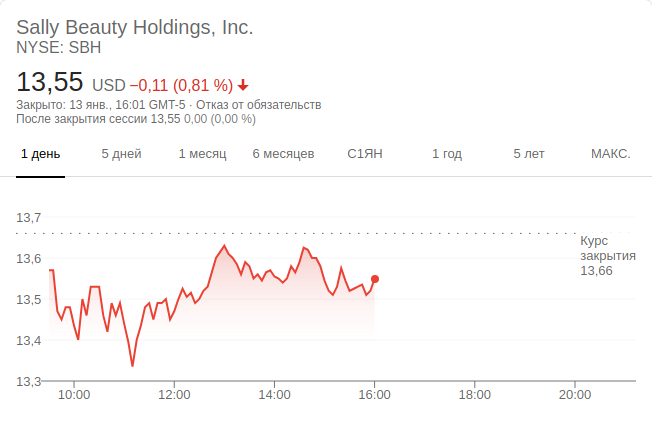 Sally Beauty Holdings, Inc.
NYSE: SBH
13,55 USD −0,11 (0,81 %)
Закрыто: 13 янв., 16:01 GMT-5 · Отказ от обязательств
После закрытия сессии 13,55 0,00 (0,00 %)
1 день 5 дней 1 месяц 6 месяцев С1ЯН 1 год 5 лет МАКС.
13,7
Курс
закрытия
13,66
13,6
13,5
13,4
13,3
10:00 12:00 14:00 16:00 18:00 20:00